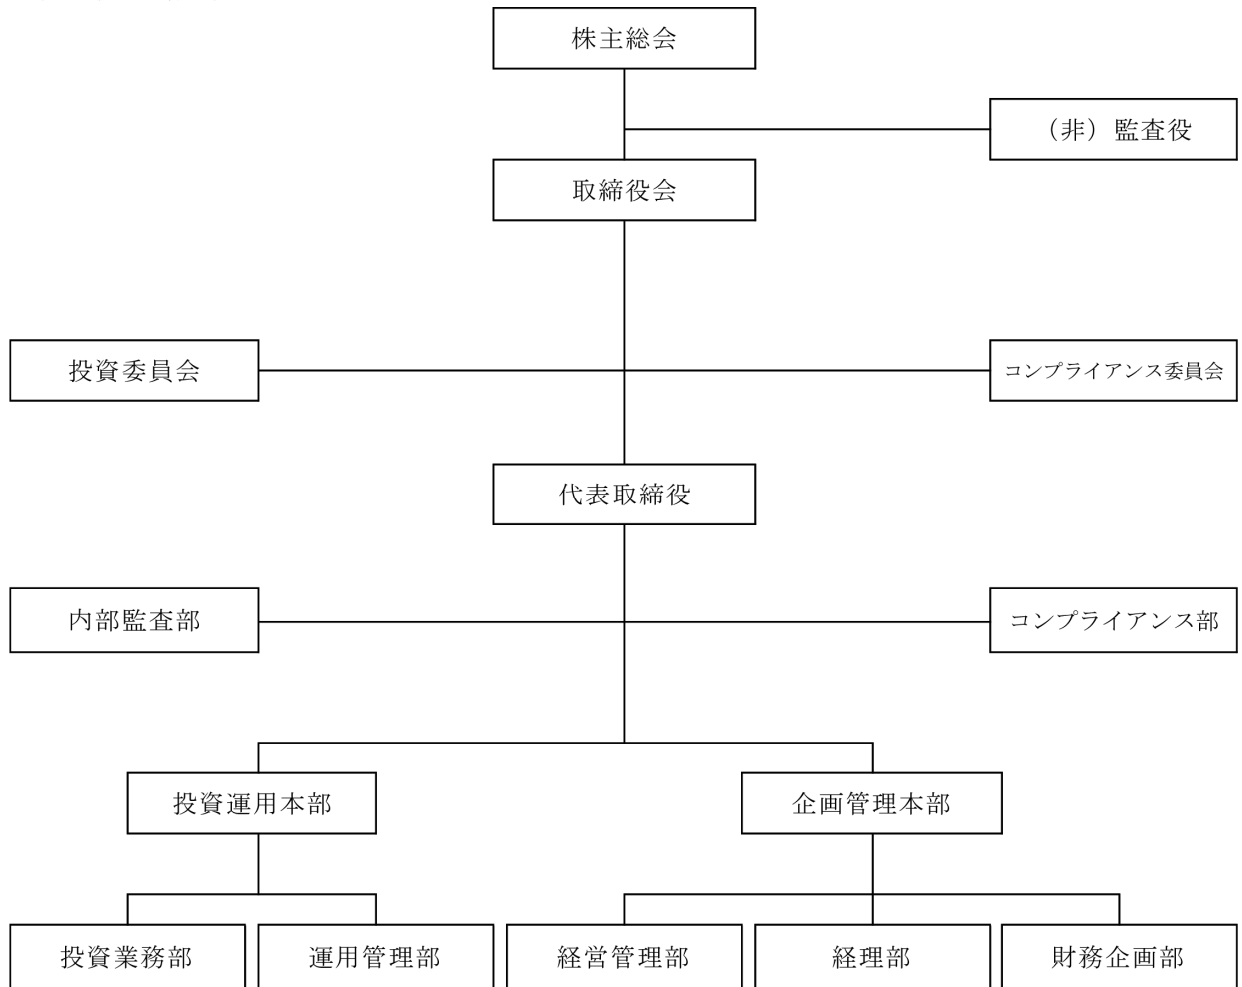 株主総会
（非）監査役
取締役会
投資委員会
コンプライアンス委員会
代表取締役
内部監査部
コンプライアンス部
投資運用本部
企画管理本部
投資業務部
運用管理部
経営管理部
経理部
財務企画部